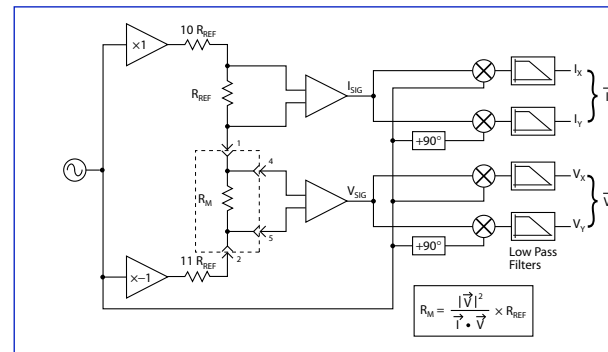 ×1
10 R_REF
R_REF
I_SIG
I_X
I_Y
I
+90°
1
4
R_M
V_SIG
5
2
V_X
V_Y
V
+90°
×−1
11 R_REF
Low Pass
Filters
R_M = |V|² / I • V × R_REF